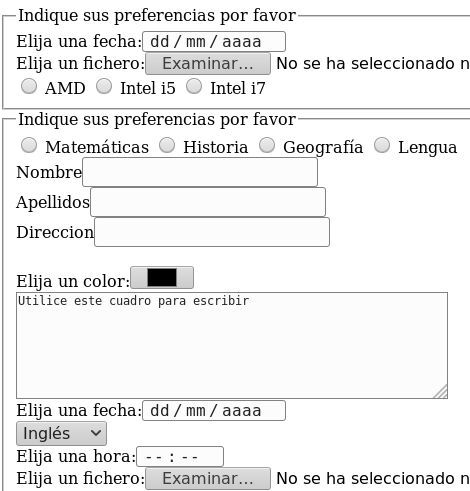 Indique sus preferencias por favor
Elija una fecha: dd/mm/aaaa
Elija un fichero: Examinar... No se ha seleccionado n
AMD Intel i5 Intel i7
Indique sus preferencias por favor
Matemáticas Historia Geografía Lengua
Nombre
Apellidos
Direccion
Elija un color:
Utilice este cuadro para escribir
Elija una fecha: dd/mm/aaaa
Inglés
Elija una hora: --:--
Elija un fichero: Examinar... No se ha seleccionado n